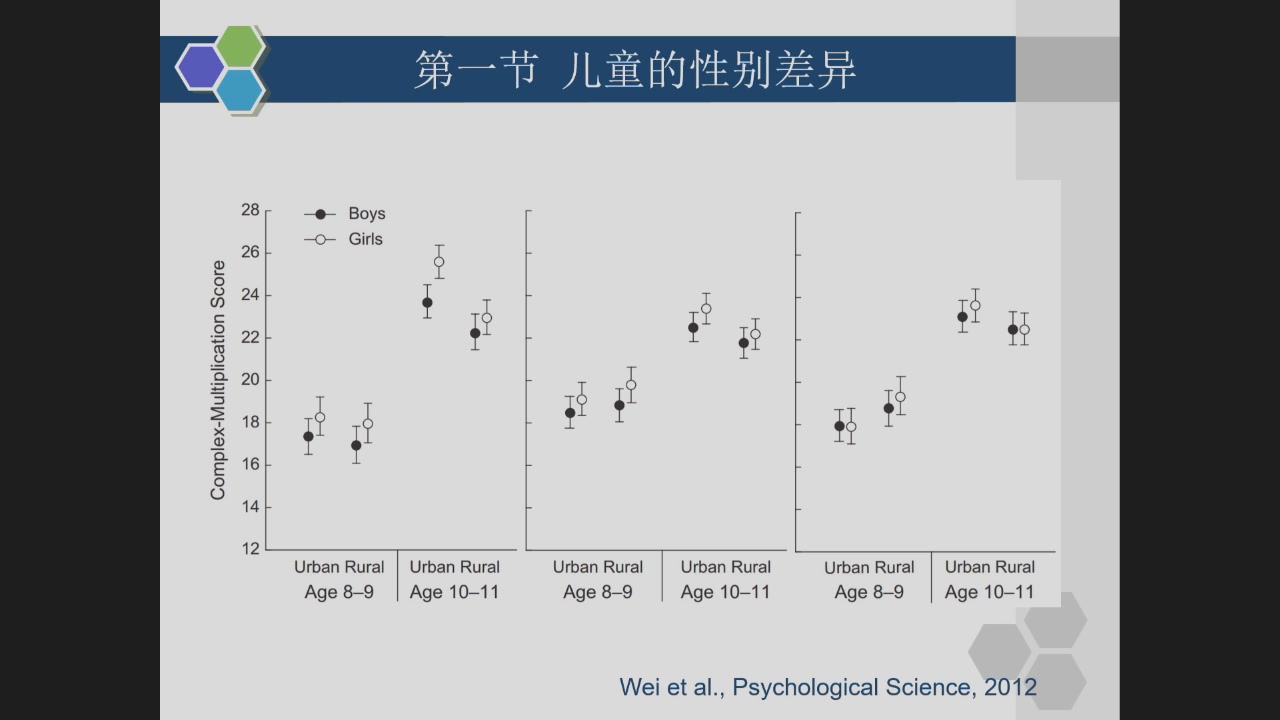 第一节 儿童的性别差异
Boys
Girls
Complex-Multiplication Score
28
26
24
22
20
18
16
14
12
Urban Rural Urban Rural
Age 8–9 Age 10–11
Urban Rural Urban Rural
Age 8–9 Age 10–11
Urban Rural Urban Rural
Age 8–9 Age 10–11
Wei et al., Psychological Science, 2012